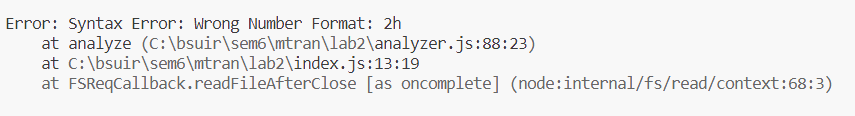 Error: Syntax Error: Wrong Number Format: 2h
    at analyze (C:\bsuir\sem6\mtran\lab2\analyzer.js:88:23)
    at C:\bsuir\sem6\mtran\lab2\index.js:13:19
    at FSReqCallback.readFileAfterClose [as oncomplete] (node:internal/fs/read/context:68:3)